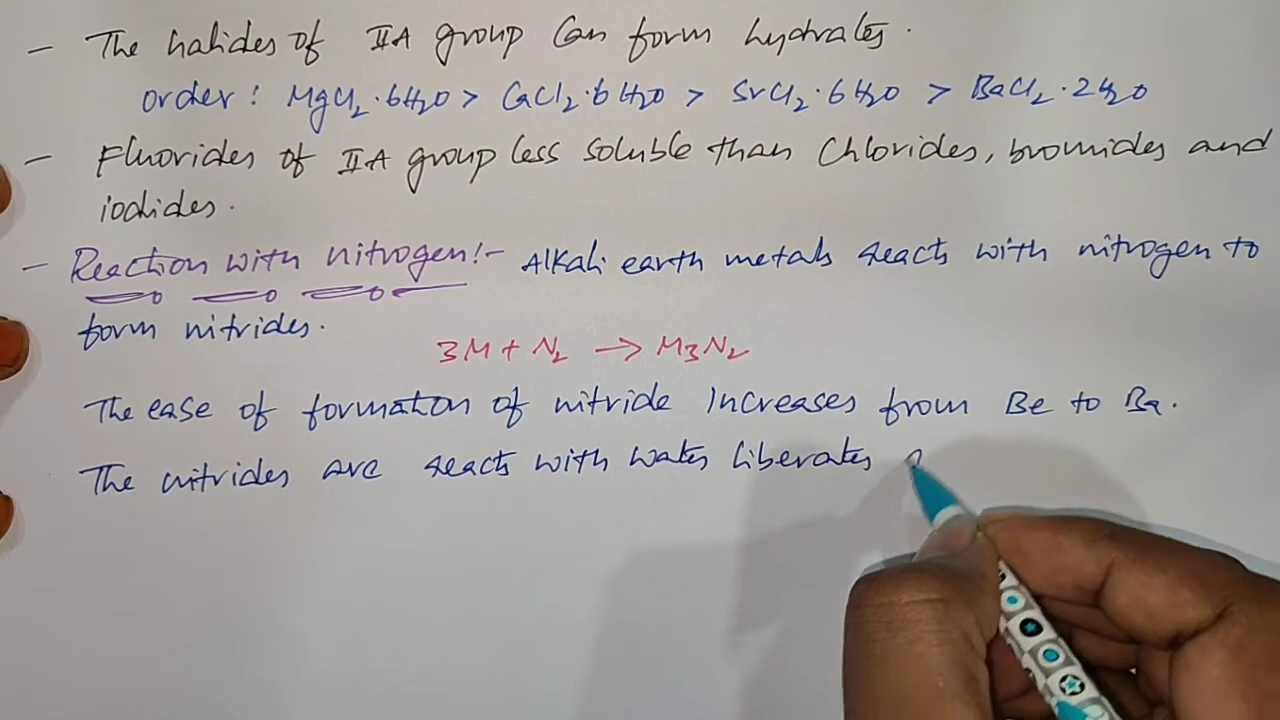 - The halides of IIA group Can form hydrates.
order: MgCl₂·6H₂O > CaCl₂·6H₂O > SrCl₂·6H₂O > BaCl₂·2H₂O
- Fluorides of IIA group less soluble than Chlorides, bromides and
iodides.
- Reaction with nitrogen:- Alkali earth metals reacts with nitrogen to
form nitrides.
3M + N₂ → M₃N₂
The ease of formation of nitride Increases from Be to Ba.
The nitrides are reacts with water liberates